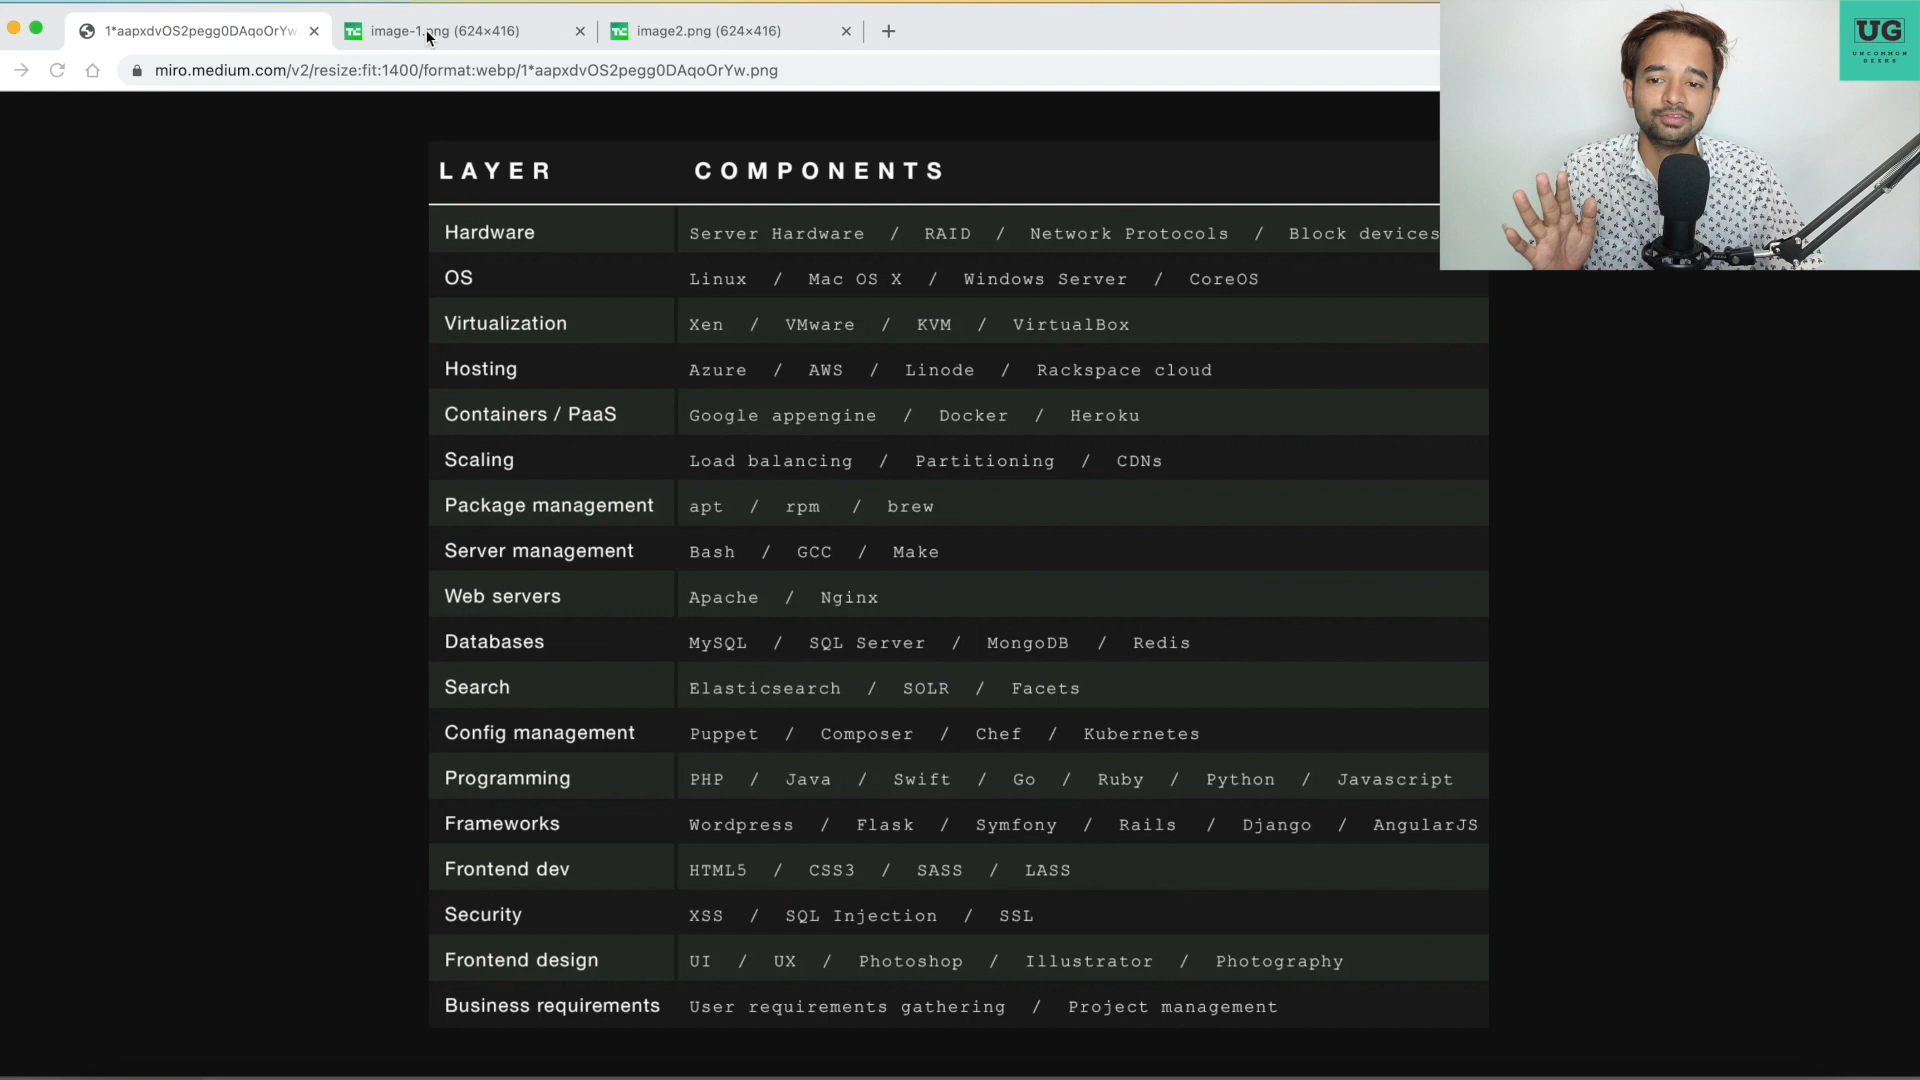 1*aapxdvOS2pegg0DAqoOrYw
image-1.png (624×416)
image2.png (624×416)
miro.medium.com/v2/resize:fit:1400/format:webp/1*aapxdvOS2pegg0DAqoOrYw.png
UG
UNCOMMON
GEEKS
LAYER COMPONENTS
Hardware Server Hardware / RAID / Network Protocols / Block devices
OS Linux / Mac OS X / Windows Server / CoreOS
Virtualization Xen / VMware / KVM / VirtualBox
Hosting Azure / AWS / Linode / Rackspace cloud
Containers / PaaS Google appengine / Docker / Heroku
Scaling Load balancing / Partitioning / CDNs
Package management apt / rpm / brew
Server management Bash / GCC / Make
Web servers Apache / Nginx
Databases MySQL / SQL Server / MongoDB / Redis
Search Elasticsearch / SOLR / Facets
Config management Puppet / Composer / Chef / Kubernetes
Programming PHP / Java / Swift / Go / Ruby / Python / Javascript
Frameworks Wordpress / Flask / Symfony / Rails / Django / AngularJS
Frontend dev HTML5 / CSS3 / SASS / LASS
Security XSS / SQL Injection / SSL
Frontend design UI / UX / Photoshop / Illustrator / Photography
Business requirements User requirements gathering / Project management